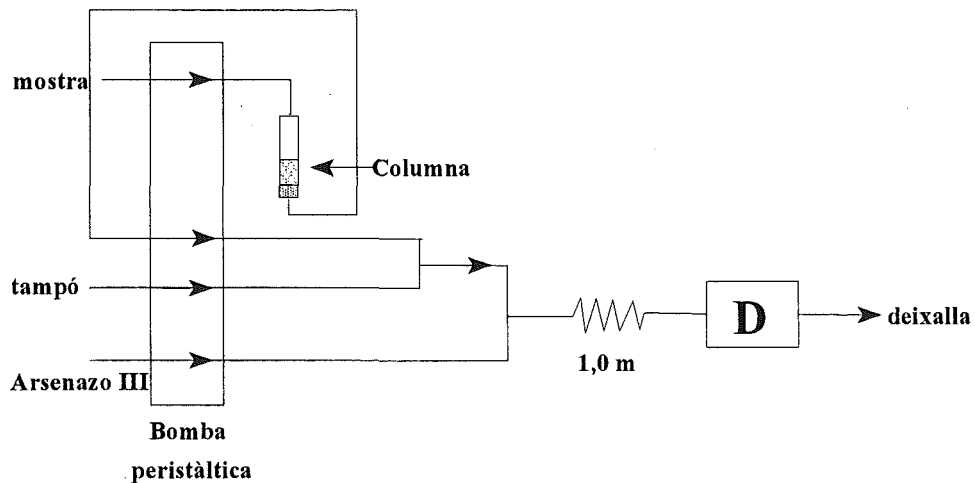 mostra
Columna
tampó
D
deixalla
1,0 m
Arsenazo III
Bomba
peristàltica